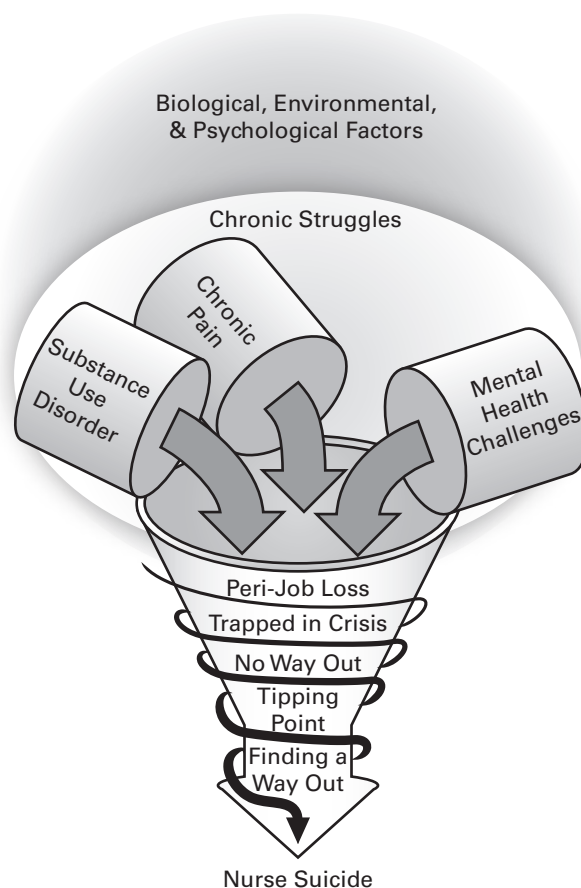 Biological, Environmental,
& Psychological Factors
Chronic Struggles
Chronic
Pain
Substance
Use
Disorder
Mental
Health
Challenges
Peri-Job Loss
Trapped in Crisis
No Way Out
Tipping
Point
Finding a
Way Out
Nurse Suicide